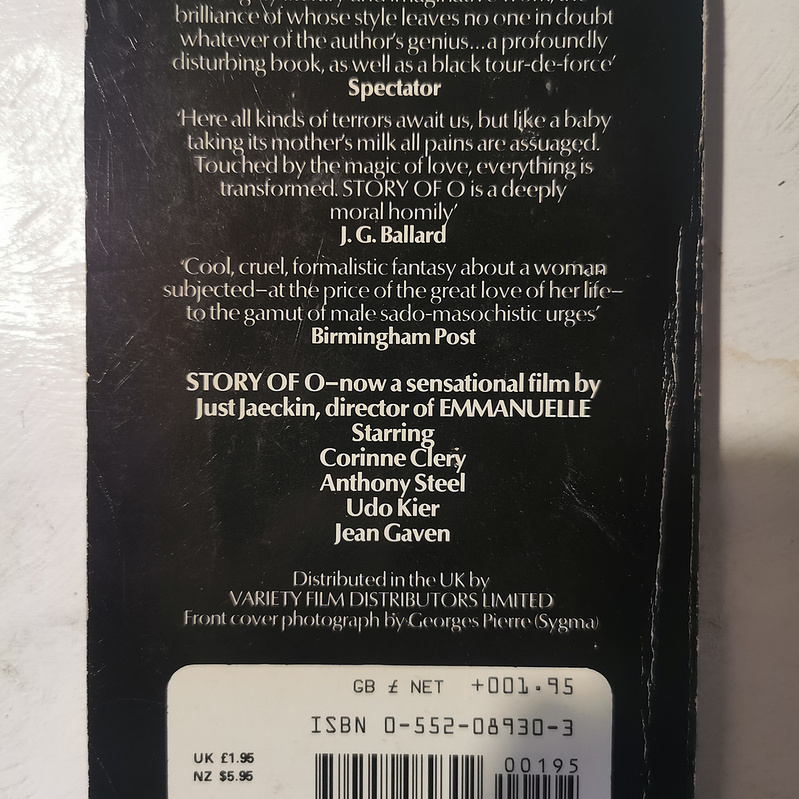 brilliance of whose style leaves no one in doubt
whatever of the author's genius...a profoundly
disturbing book, as well as a black tour-de-force'
Spectator
'Here all kinds of terrors await us, but like a baby
taking its mother's milk all pains are assuaged.
Touched by the magic of love, everything is
transformed. STORY OF O is a deeply
moral homily'
J. G. Ballard
'Cool, cruel, formalistic fantasy about a woman
subjected—at the price of the great love of her life—
to the gamut of male sado-masochistic urges'
Birmingham Post
STORY OF O—now a sensational film by
Just Jaeckin, director of EMMANUELLE
Starring
Corinne Clery
Anthony Steel
Udo Kier
Jean Gaven
Distributed in the UK by
VARIETY FILM DISTRIBUTORS LIMITED
Front cover photograph by Georges Pierre (Sygma)
GB £ NET +001.95
ISBN 0-552-08930-3
UK £1.95
NZ $5.95
00195